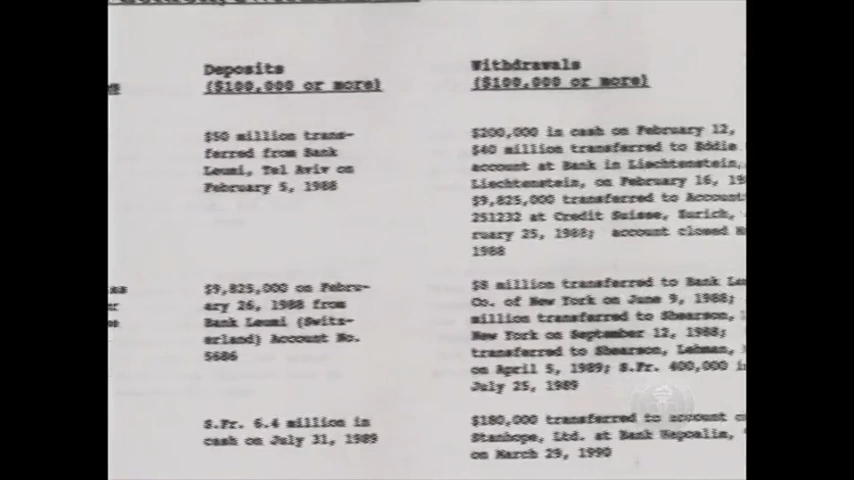 Deposits
($100,000 or more)
$50 million trans-
ferred from Bank
Leumi, Tel Aviv on
February 5, 1988
$9,825,000 on Febru-
ary 26, 1988 from
Bank Leumi (Switz-
erland) Account No.
5686
S.Fr. 6.4 million in
cash on July 31, 1989
Withdrawals
($100,000 or more)
$200,000 in cash on February 12,
$40 million transferred to Eddie
account at Bank in Liechtenstein,
Liechtenstein, on February 16,
$9,825,000 transferred to Account
251232 at Credit Suisse, Zurich,
ruary 25, 1988; account closed
1988
$8 million transferred to Bank
Co. of New York on June 9, 1988;
million transferred to Shearson,
New York on September 12, 1988;
transferred to Shearson, Lehman,
on April 5, 1989; S.Fr. 400,000
July 25, 1989
$180,000 transferred to account
Stanhope, Ltd. at Bank Hapoalim,
on March 29, 1990